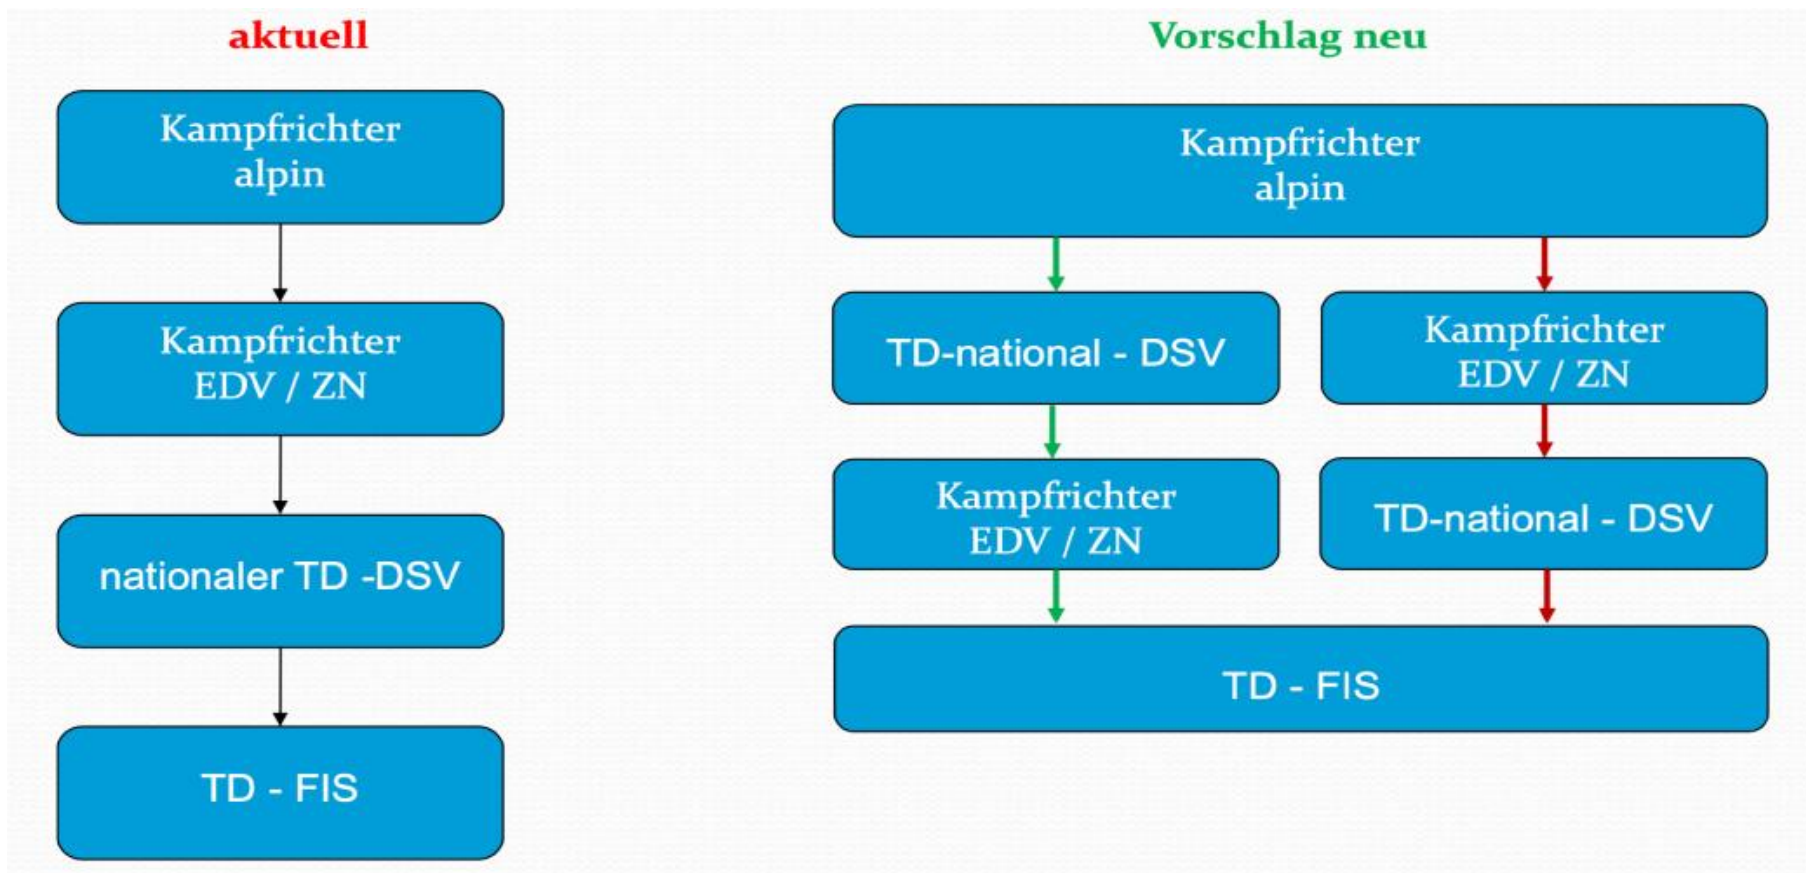 aktuell
Kampfrichter
alpin
Kampfrichter
EDV / ZN
nationaler TD -DSV
TD - FIS
Vorschlag neu
Kampfrichter
alpin
TD-national - DSV
Kampfrichter
EDV / ZN
Kampfrichter
EDV / ZN
TD-national - DSV
TD - FIS